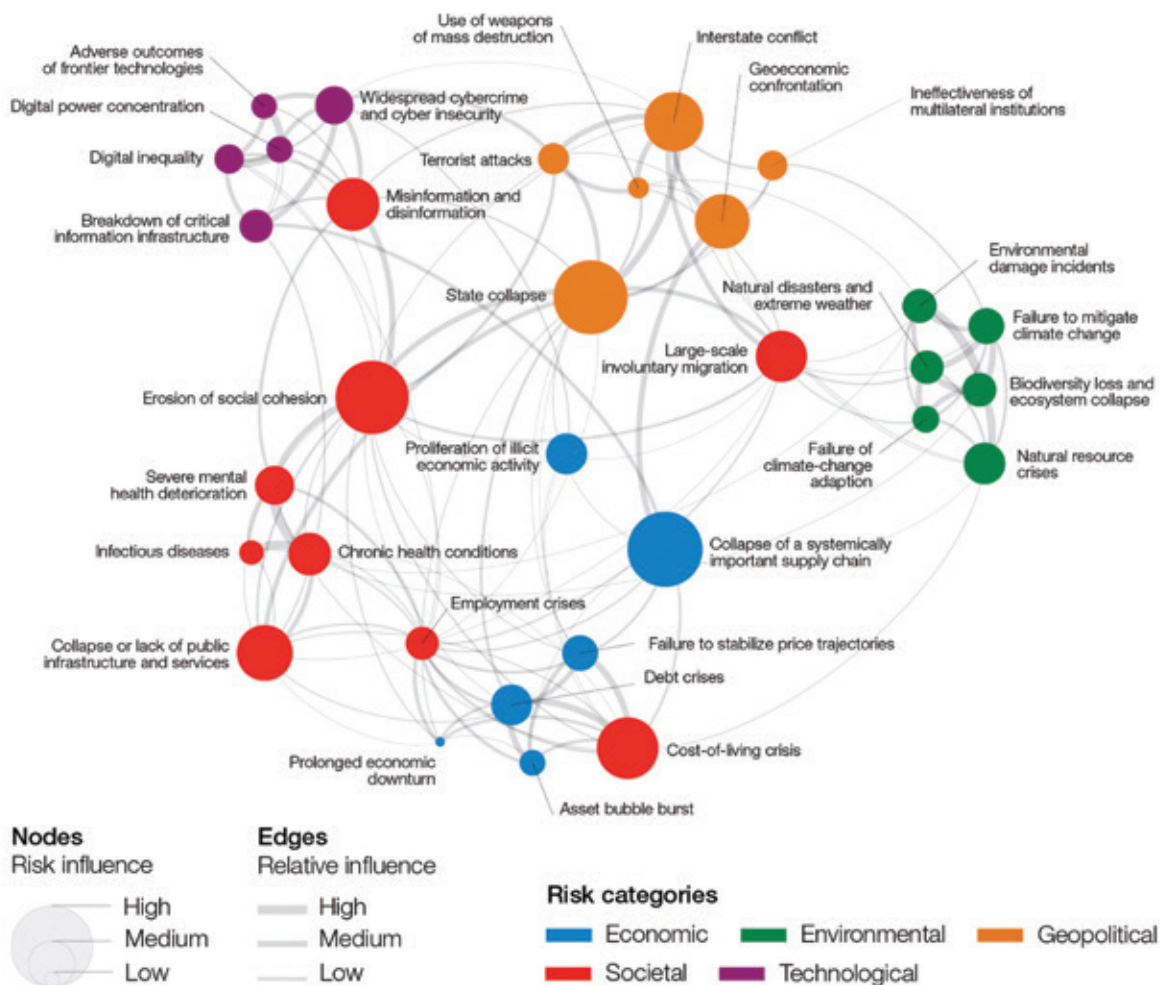 Use of weapons
of mass destruction
Interstate conflict
Adverse outcomes
of frontier technologies
Geoeconomic
confrontation
Digital power concentration
Widespread cybercrime
and cyber insecurity
Ineffectiveness of
multilateral institutions
Digital inequality
Terrorist attacks
Misinformation and
disinformation
Breakdown of critical
information infrastructure
Environmental
damage incidents
State collapse
Natural disasters and
extreme weather
Failure to mitigate
climate change
Large-scale
involuntary migration
Biodiversity loss and
ecosystem collapse
Erosion of social cohesion
Proliferation of illicit
economic activity
Failure of
climate-change
adaption
Natural resource
crises
Severe mental
health deterioration
Infectious diseases
Chronic health conditions
Collapse of a systemically
important supply chain
Employment crises
Collapse or lack of public
infrastructure and services
Failure to stabilize price trajectories
Debt crises
Prolonged economic
downturn
Cost-of-living crisis
Asset bubble burst
Nodes
Risk influence
High
Medium
Low
Edges
Relative influence
High
Medium
Low
Risk categories
Economic
Environmental
Geopolitical
Societal
Technological